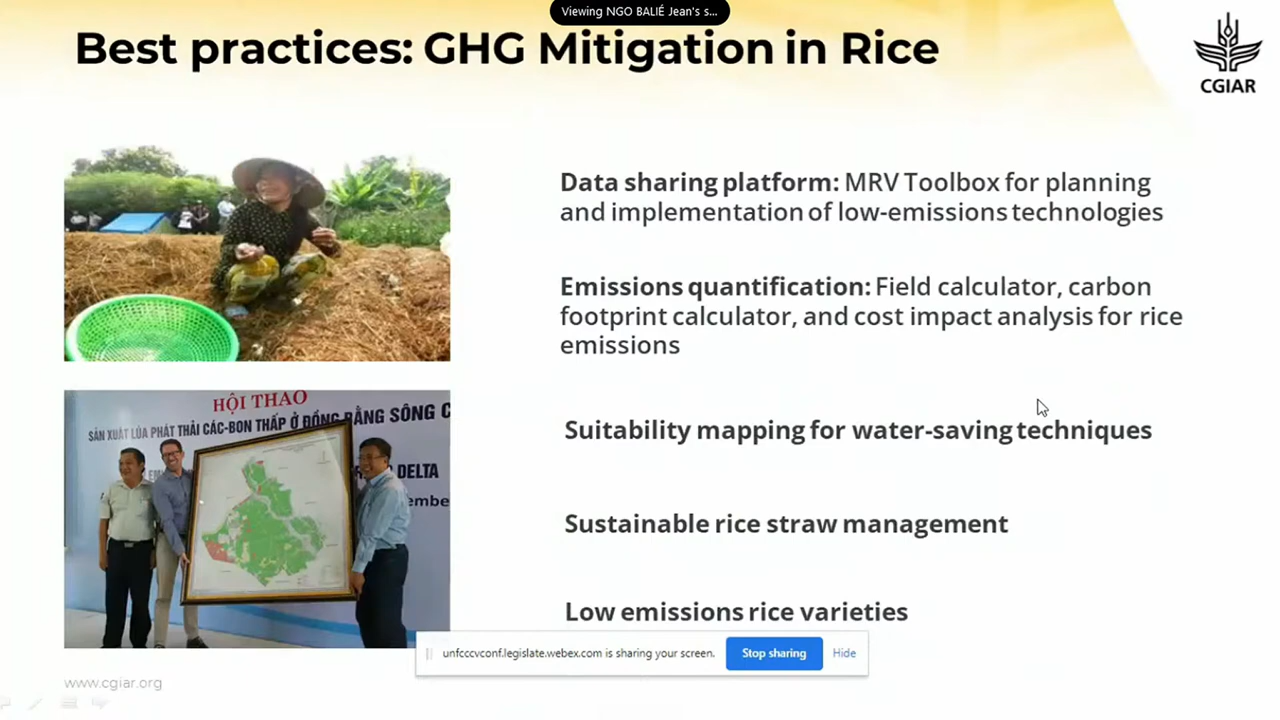 Viewing NGO BALIÉ Jean's s...
Best practices: GHG Mitigation in Rice
CGIAR
Data sharing platform: MRV Toolbox for planning
and implementation of low-emissions technologies
Emissions quantification: Field calculator, carbon
footprint calculator, and cost impact analysis for rice
emissions
HỘI THẢO
SẢN XUẤT LÚA PHÁT THẢI CÁC-BON THẤP Ở ĐỒNG BẰNG SÔNG C
DELTA
Suitability mapping for water-saving techniques
Sustainable rice straw management
Low emissions rice varieties
unfcccvconf.legislate.webex.com is sharing your screen.
Stop sharing
Hide
www.cgiar.org